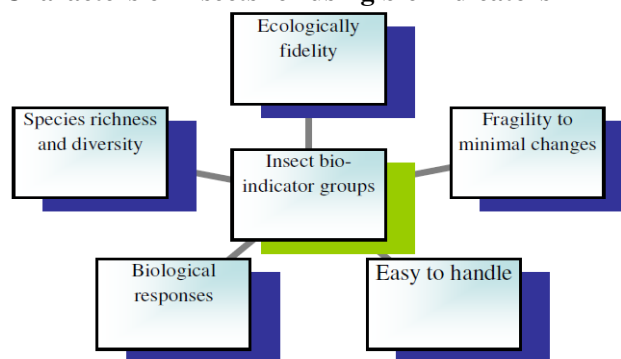 Ecologically
fidelity
Species richness
and diversity
Fragility to
minimal changes
Insect bio-
indicator groups
Biological
responses
Easy to handle